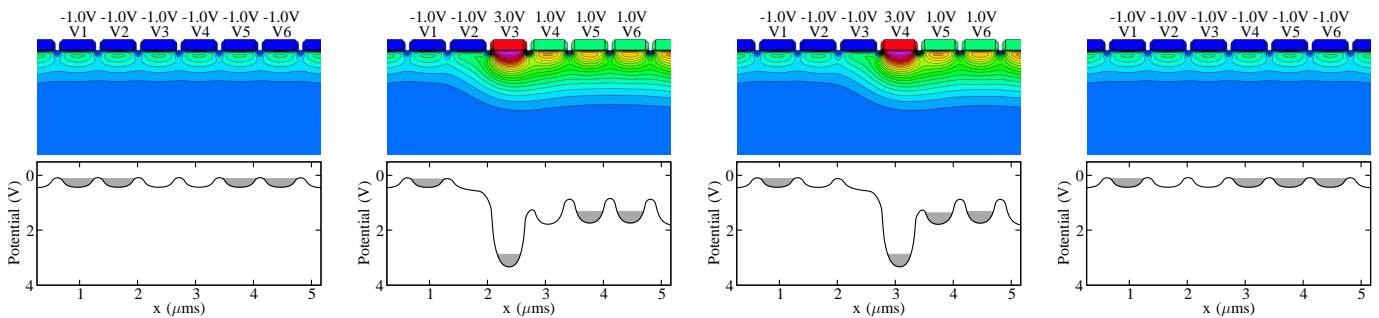 -1.0V -1.0V -1.0V -1.0V -1.0V -1.0V
V1 V2 V3 V4 V5 V6
0
2
4
Potential (V)
1 2 3 4 5
x (μms)
-1.0V -1.0V 3.0V 1.0V 1.0V 1.0V
V1 V2 V3 V4 V5 V6
0
2
4
Potential (V)
1 2 3 4 5
x (μms)
-1.0V -1.0V -1.0V 3.0V 1.0V 1.0V
V1 V2 V3 V4 V5 V6
0
2
4
Potential (V)
1 2 3 4 5
x (μms)
-1.0V -1.0V -1.0V -1.0V -1.0V -1.0V
V1 V2 V3 V4 V5 V6
0
2
4
Potential (V)
1 2 3 4 5
x (μms)